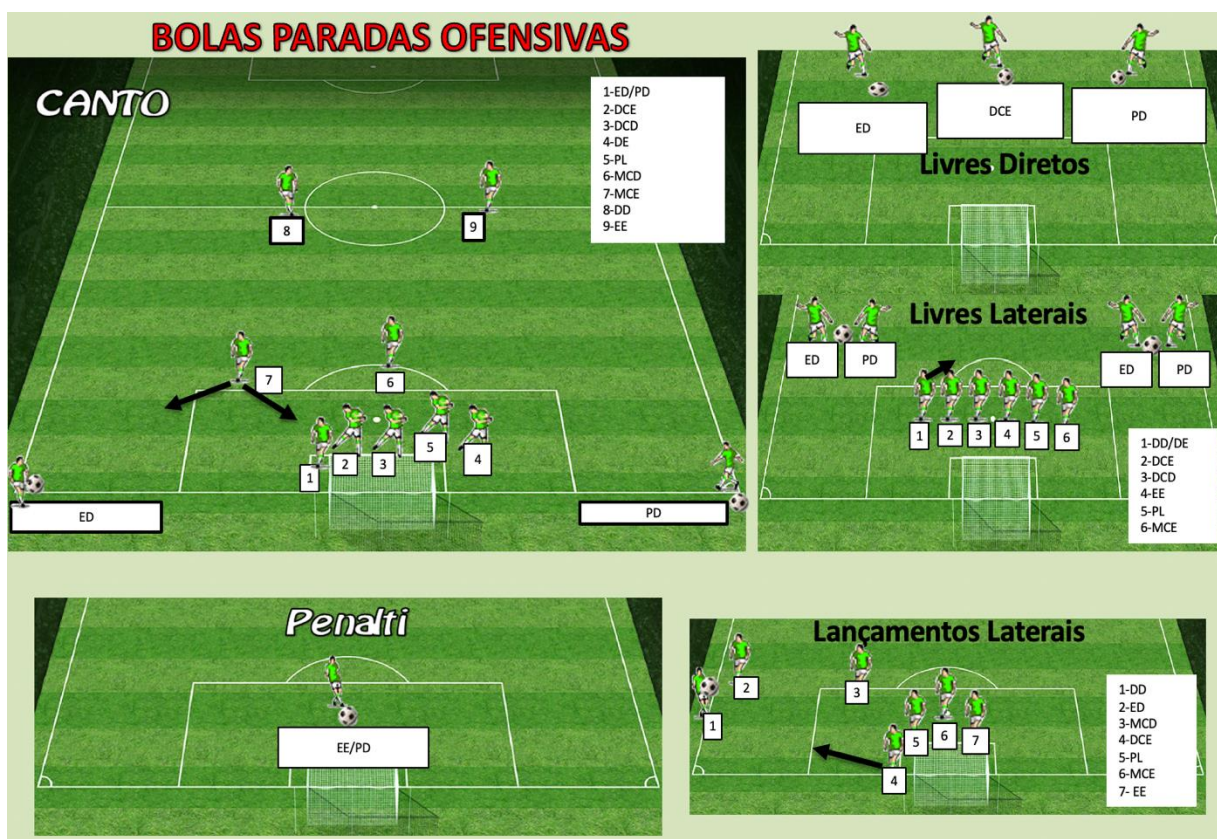 BOLAS PARADAS OFENSIVAS
CANTO
1-ED/PD
2-DCE
3-DCD
4-DE
5-PL
6-MCD
7-MCE
8-DD
9-EE
8
9
7
6
1
2
3
5
4
ED
PD
ED
DCE
PD
Livres Diretos
Livres Laterais
ED
PD
ED
PD
1
2
3
4
5
6
1-DD/DE
2-DCE
3-DCD
4-EE
5-PL
6-MCE
Penalti
EE/PD
Lançamentos Laterais
1
2
3
4
5
6
7
1-DD
2-ED
3-MCD
4-DCE
5-PL
6-MCE
7- EE